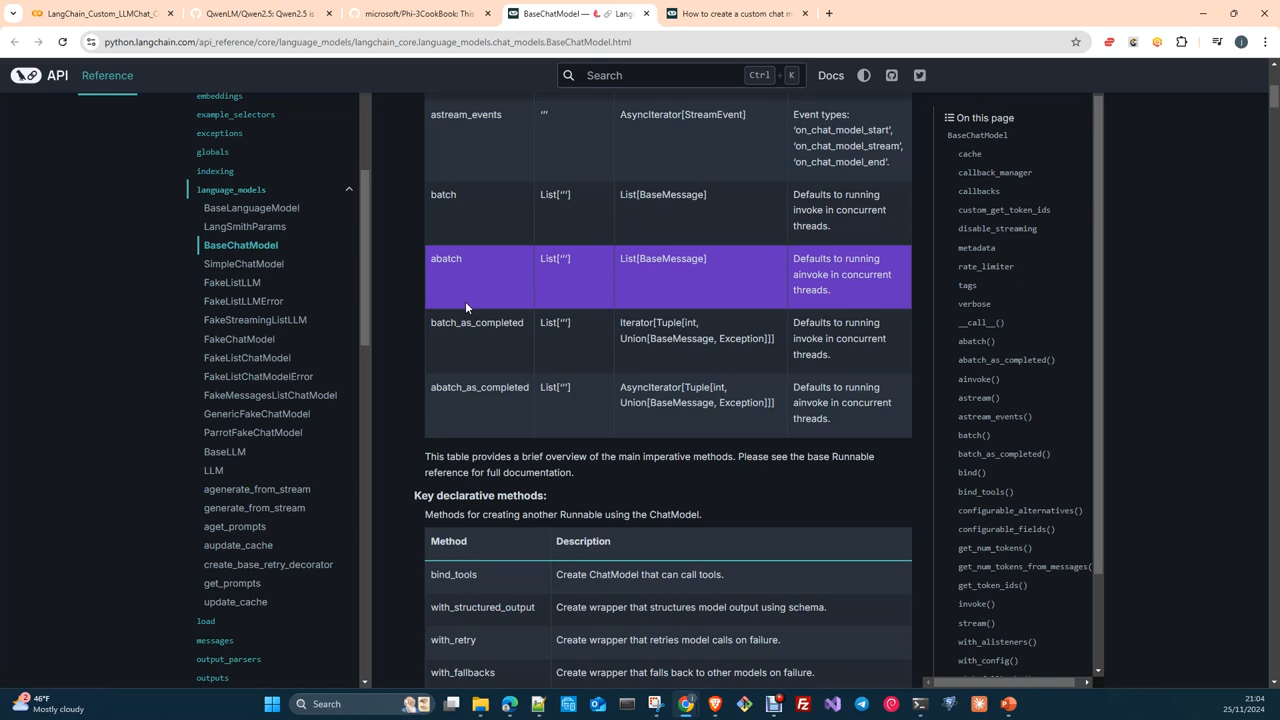 LangChain_Custom_LLMChat_C
QwenLM/Qwen2.5: Qwen2.5 is t
microsoft/Phi-3CookBook: This
BaseChatModel — 🦜🔗 Lang
How to create a custom chat m
python.langchain.com/api_reference/core/language_models/langchain_core.language_models.chat_models.BaseChatModel.html
API
Reference
Search
Ctrl + K
Docs
embeddings
example_selectors
exceptions
globals
indexing
language_models
BaseLanguageModel
LangSmithParams
BaseChatModel
SimpleChatModel
FakeListLLM
FakeListLLMError
FakeStreamingListLLM
FakeChatModel
FakeListChatModel
FakeListChatModelError
FakeMessagesListChatModel
GenericFakeChatModel
ParrotFakeChatModel
BaseLLM
LLM
agenerate_from_stream
generate_from_stream
aget_prompts
aupdate_cache
create_base_retry_decorator
get_prompts
update_cache
load
messages
output_parsers
outputs
astream_events ‘’’ AsyncIterator[StreamEvent] Event types:
‘on_chat_model_start’,
‘on_chat_model_stream’,
‘on_chat_model_end’.
batch List[‘’’] List[BaseMessage] Defaults to running
invoke in concurrent
threads.
abatch List[‘’’] List[BaseMessage] Defaults to running
ainvoke in concurrent
threads.
batch_as_completed List[‘’’] Iterator[Tuple[int, Defaults to running
Union[BaseMessage, Exception]]] invoke in concurrent
threads.
abatch_as_completed List[‘’’] AsyncIterator[Tuple[int, Defaults to running
Union[BaseMessage, Exception]]] ainvoke in concurrent
threads.
This table provides a brief overview of the main imperative methods. Please see the base Runnable
reference for full documentation.
Key declarative methods:
Methods for creating another Runnable using the ChatModel.
Method Description
bind_tools Create ChatModel that can call tools.
with_structured_output Create wrapper that structures model output using schema.
with_retry Create wrapper that retries model calls on failure.
with_fallbacks Create wrapper that falls back to other models on failure.
On this page
BaseChatModel
cache
callback_manager
callbacks
custom_get_token_ids
disable_streaming
metadata
rate_limiter
tags
verbose
__call__()
abatch()
abatch_as_completed()
ainvoke()
astream()
astream_events()
batch()
batch_as_completed()
bind()
bind_tools()
configurable_alternatives()
configurable_fields()
get_num_tokens()
get_num_tokens_from_messages(
get_token_ids()
invoke()
stream()
with_alisteners()
with_config()
2
46°F
Mostly cloudy
Search
21:04
25/11/2024